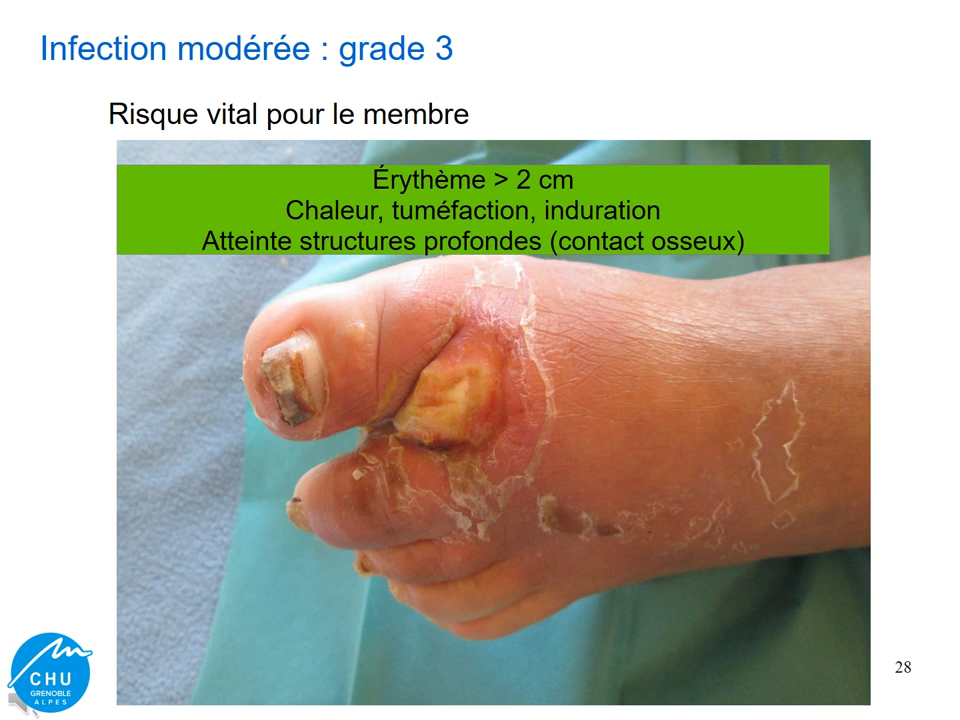 Infection modérée : grade 3
Risque vital pour le membre
Érythème > 2 cm
Chaleur, tuméfaction, induration
Atteinte structures profondes (contact osseux)
CHU
GRENOBLE
ALPES
28